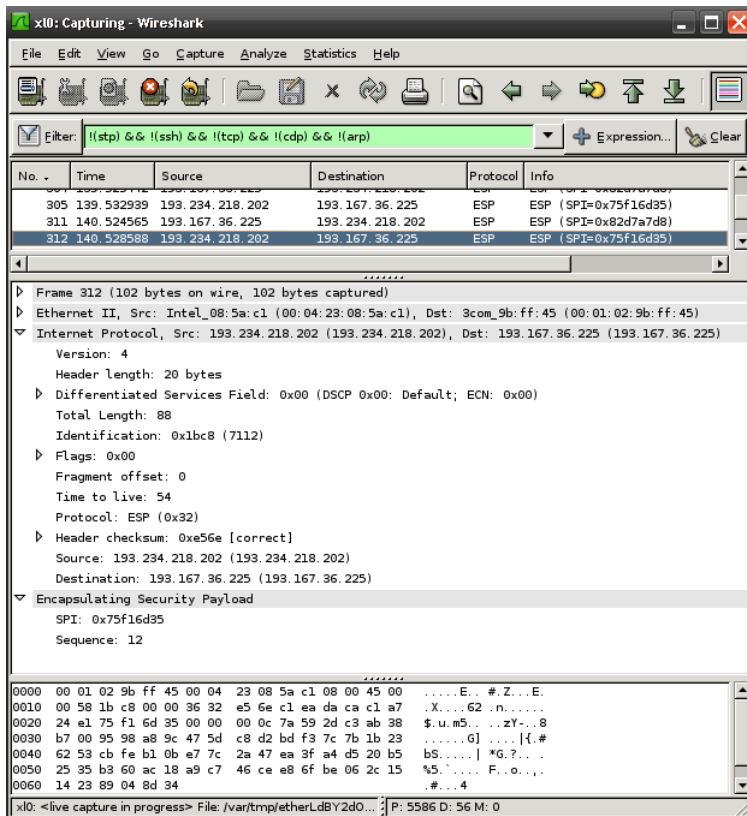 xl0: Capturing - Wireshark
File Edit View Go Capture Analyze Statistics Help
Filter: !(stp) && !(ssh) && !(tcp) && !(cdp) && !(arp) Expression... Clear
No. . Time Source Destination Protocol Info
305 139.532939 193.234.218.202 193.167.36.225 ESP ESP (SPI=0x75f16d35)
311 140.524565 193.167.36.225 193.234.218.202 ESP ESP (SPI=0x82d7a7d8)
312 140.528588 193.234.218.202 193.167.36.225 ESP ESP (SPI=0x75f16d35)
Frame 312 (102 bytes on wire, 102 bytes captured)
Ethernet II, Src: Intel_08:5a:c1 (00:04:23:08:5a:c1), Dst: 3com_9b:ff:45 (00:01:02:9b:ff:45)
Internet Protocol, Src: 193.234.218.202 (193.234.218.202), Dst: 193.167.36.225 (193.167.36.225)
Version: 4
Header length: 20 bytes
Differentiated Services Field: 0x00 (DSCP 0x00: Default; ECN: 0x00)
Total Length: 88
Identification: 0x1bc8 (7112)
Flags: 0x00
Fragment offset: 0
Time to live: 54
Protocol: ESP (0x32)
Header checksum: 0xe56e [correct]
Source: 193.234.218.202 (193.234.218.202)
Destination: 193.167.36.225 (193.167.36.225)
Encapsulating Security Payload
SPI: 0x75f16d35
Sequence: 12
0000 00 01 02 9b ff 45 00 04 23 08 5a c1 08 00 45 00 .....E.. #.Z...E.
0010 00 58 1b c8 00 00 36 32 e5 6e c1 ea da ca c1 a7 .X....62 .n......
0020 24 e1 75 f1 6d 35 00 00 00 0c 7a 59 2d c3 ab 38 $.u.m5.. ..zY-..8
0030 b7 00 95 98 a8 9c 47 5d c8 d2 bd f3 7c 7b 1b 23 ......G] ....|{.#
0040 62 53 cb fe b1 0b e7 7c 2a 47 ea 3f a4 d5 20 b5 bS.....| *G.?.. .
0050 25 35 b3 60 ac 18 a9 c7 46 ce e8 6f be 06 2c 15 %5.`.... F..o..,.
0060 14 23 89 04 8d 34 .#...4
xl0: <live capture in progress> File: /var/tmp/etherLdBY2dO... P: 5586 D: 56 M: 0